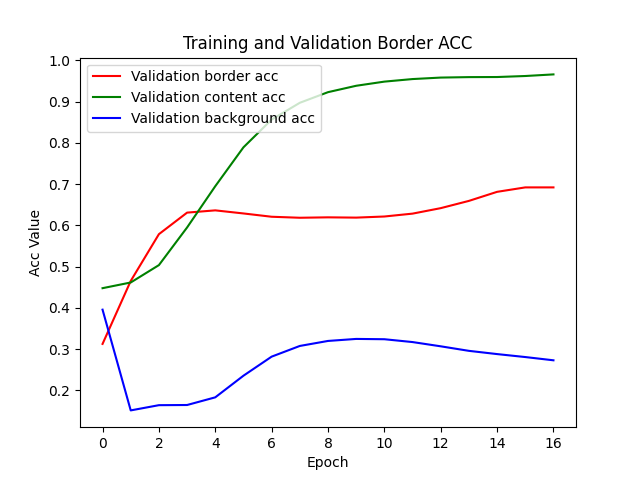 Training and Validation Border ACC
Validation border acc
Validation content acc
Validation background acc
1.0
0.9
0.8
0.7
0.6
0.5
0.4
0.3
0.2
Acc Value
0 2 4 6 8 10 12 14 16
Epoch